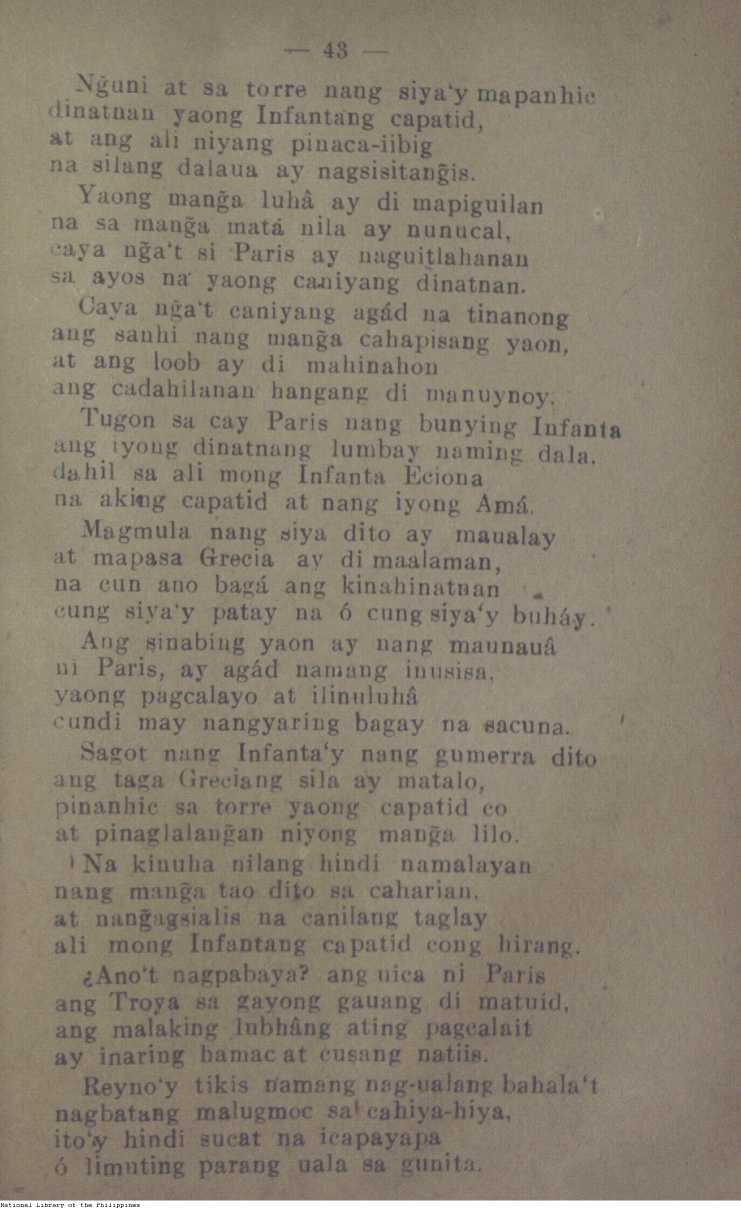 — 43 —
Nğuni at sa torre nang siya'y mapanhic
dinatnan yaong Infantang capatid,
at ang ali niyang pinaca-iibig
na silang dalaua ay nagsisitanğis.
Yaong manğa luhâ ay di mapiguilan
na sa manğa matá nila ay nunucal,
caya nğa't si Paris ay naguitlahanan
sa ayos na yaong caniyang dinatnan.
Caya nğa't caniyang agád na tinanong
ang sanhi nang manğa cahapisang yaon,
at ang loob ay di mahinahon
ang cadahilanan hangang di manuynoy.
Tugon sa cay Paris nang bunying Infanta
ang iyong dinatnang lumbay naming dala,
dahil sa ali mong Infanta Eciona
na aking capatid at nang iyong Amá.
Magmula nang siya dito ay maualay
at mapasa Grecia ay di maalaman,
na cun ano bagá ang kinahinatnan
cung siya'y patay na ó cung siya'y buháy.
Ang sinabing yaon ay nang maunauâ
ni Paris, ay agád namang inusisa,
yaong pagcalayo at ilinuluhâ
cundi may nangyaring bagay na sacuna.
Sagot nang Infanta'y nang gumerra dito
ang taga Greciang sila ay matalo,
pinanhic sa torre yaong capatid co
at pinaglalanğan niyong manğa lilo.
Na kinuha nilang hindi namalayan
nang manğa tao dito sa caharian,
at nanğagsialis na canilang taglay
ali mong Infantang capatid cong hirang.
¿Ano't nagpabaya? ang uica ni Paris
ang Troya sa gayong gauang di matuid,
ang malaking lubhâng ating pagcalait
ay inaring hamac at cusang natiis.
Reyno'y tikis namang nag-ualang bahala't
nagbatang malugmoc sa cahiya-hiya,
ito'y hindi sucat na icapayapa
ó limuting parang uala sa gunita.
National Library of the Philippines